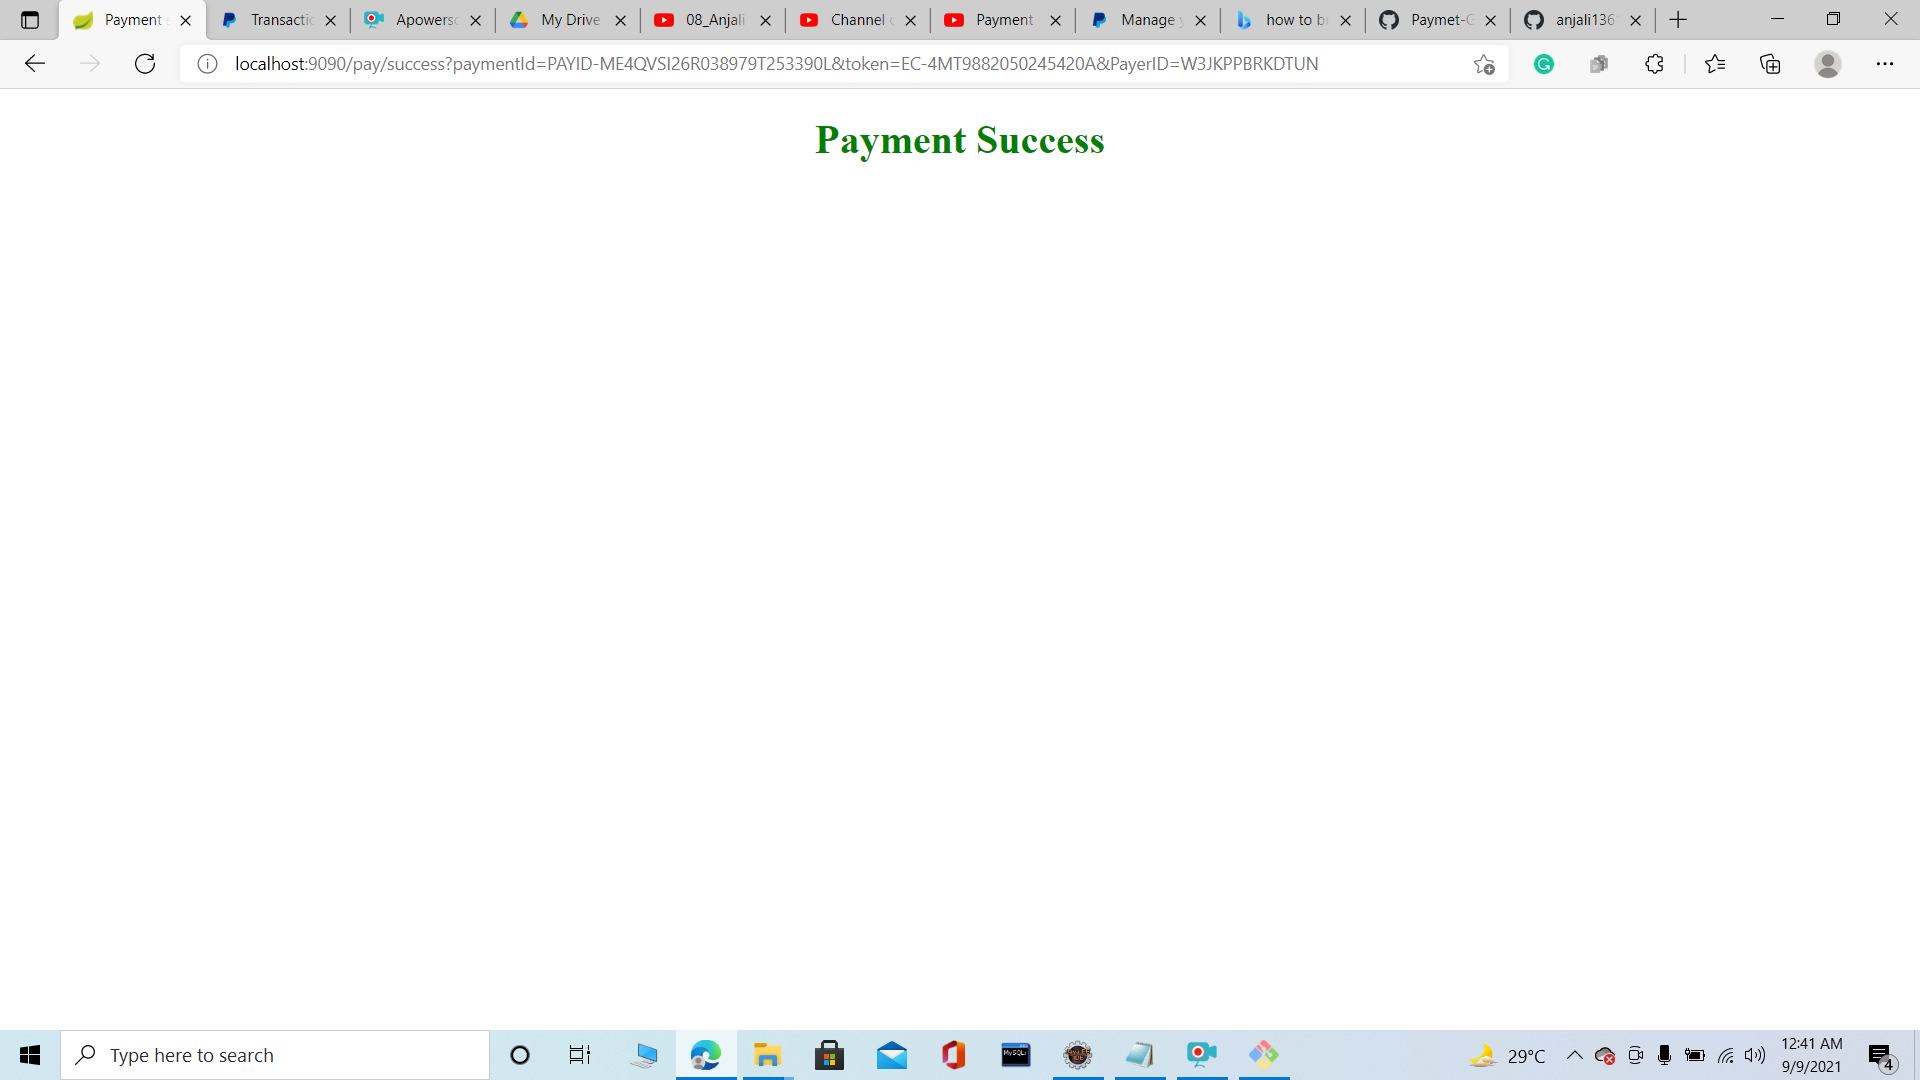 Payment
Transactic
Apowerso
My Drive
08_Anjali
Channel
Payment
Manage
how to b
Paymet-G
anjali136
localhost:9090/pay/success?paymentId=PAYID-ME4QVSI26R038979T253390L&token=EC-4MT9882050245420A&PayerID=W3JKPPBRKDTUN
Payment Success
Type here to search
MySQL
29°C
12:41 AM
9/9/2021
4